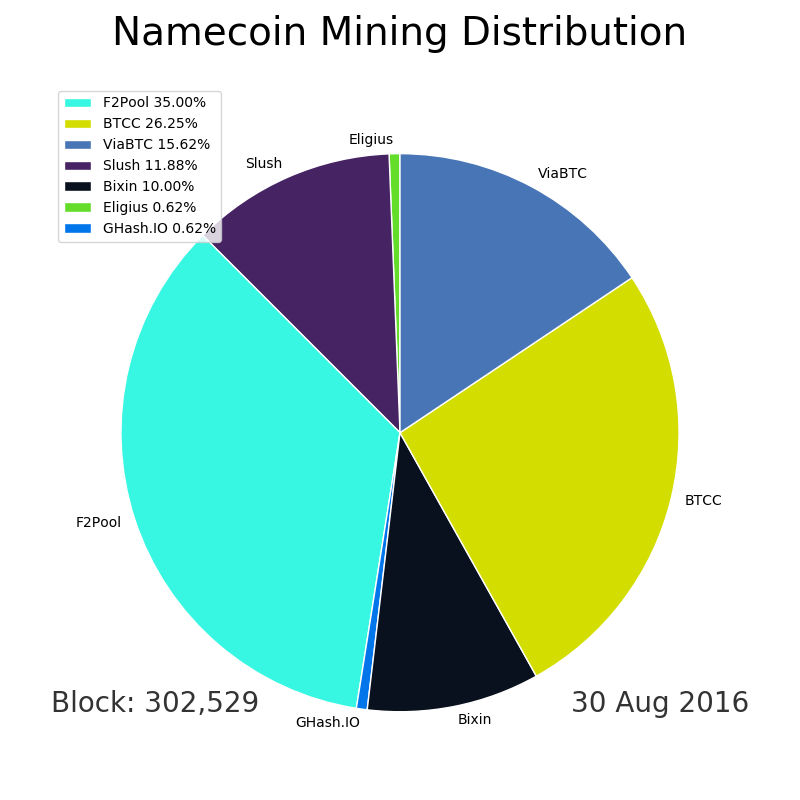 Namecoin Mining Distribution
F2Pool 35.00%
BTCC 26.25%
ViaBTC 15.62%
Slush 11.88%
Bixin 10.00%
Eligius 0.62%
GHash.IO 0.62%
Eligius
Slush
ViaBTC
BTCC
F2Pool
Block: 302,529
30 Aug 2016
GHash.IO
Bixin